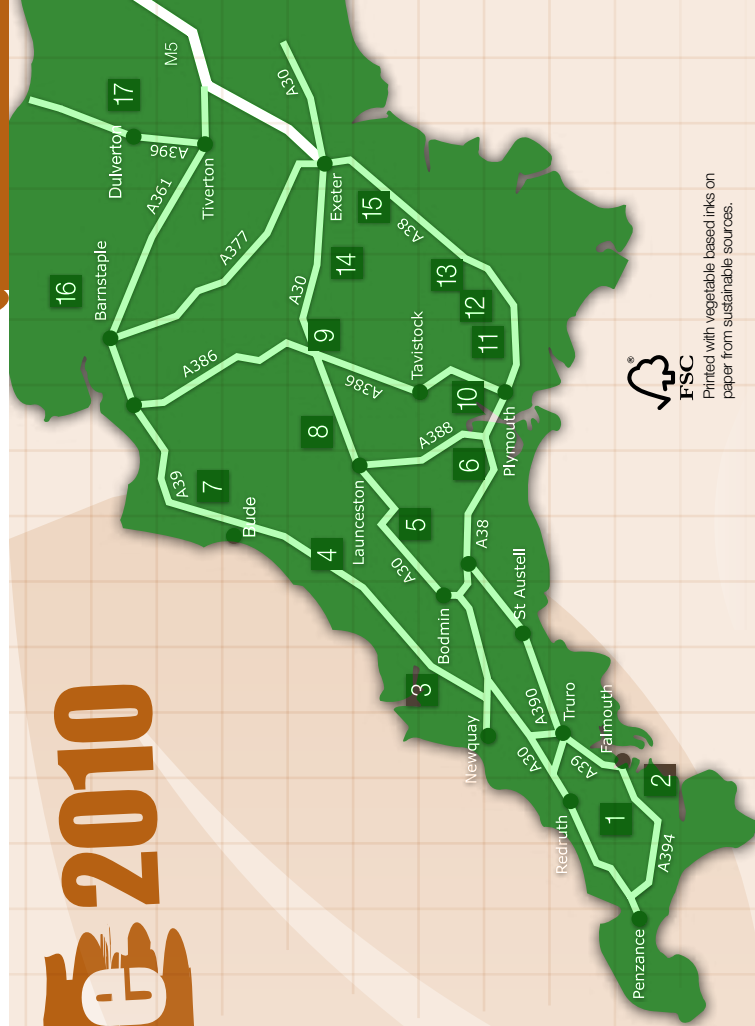 M5
A30
17
Dulverton
A396
Tiverton
A361
Exeter
15
A38
16
Barnstaple
A377
A30
14
13
12
11
A386
9
A386
Tavistock
10
Plymouth
8
A388
6
A39
7
Bude
Launceston
5
A38
4
A30
Bodmin
St Austell
3
Newquay
A390
Truro
Falmouth
A30
A39
2
1
Redruth
A394
Penzance
2010
®
FSC
Printed with vegetable based inks on
paper from sustainable sources.